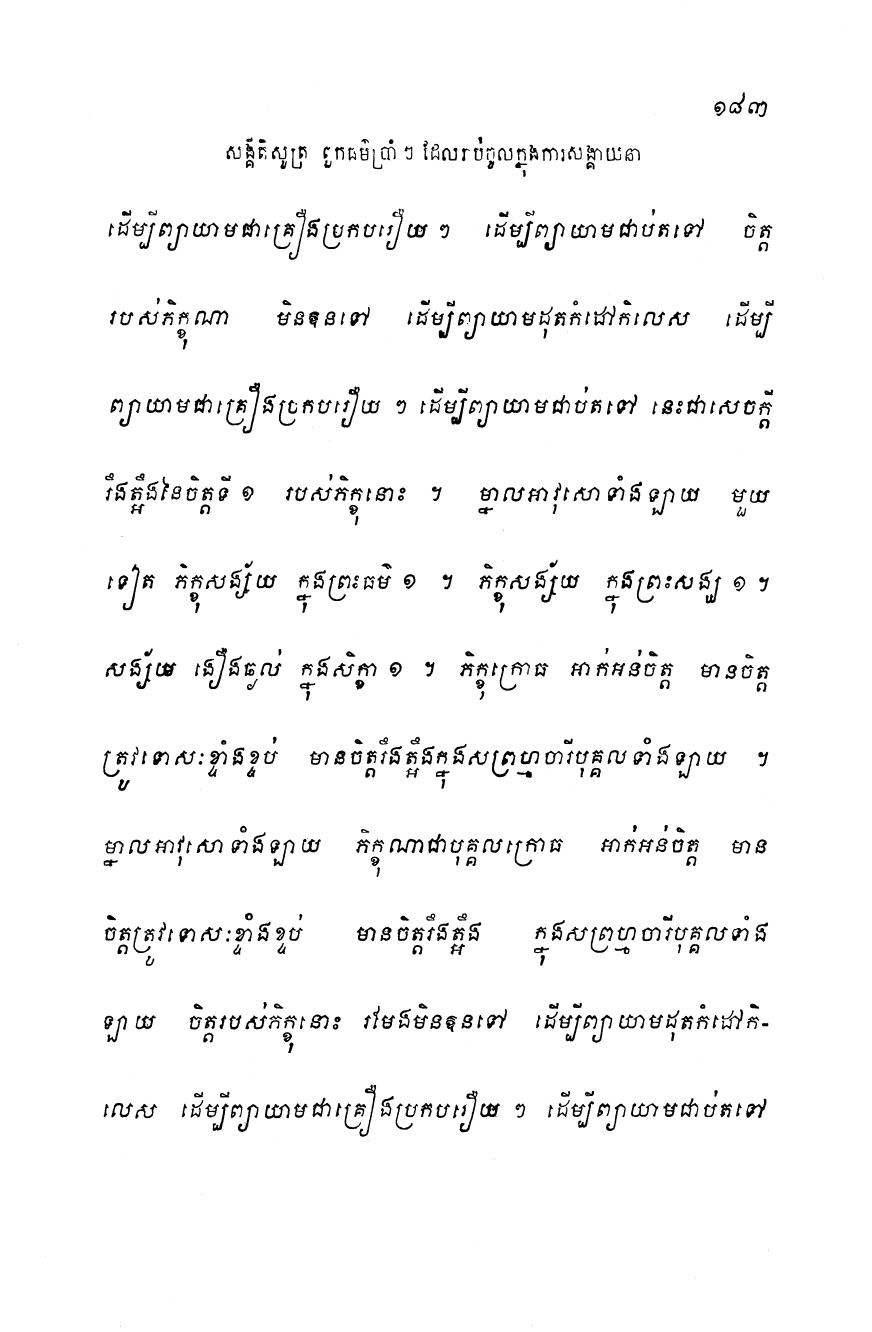 ១៨៣
សង្គីតិសូត្រ ពួកធម៌ប្រាំ ៗ ដែលរាប់ចូលក្នុងការសង្គាយនា
ដើម្បីព្យាយាមជាគ្រឿងប្រកបរឿយ ៗ ដើម្បីព្យាយាមជាប់តទៅ ចិត្ត
របស់ភិក្ខុណា មិនឱនទៅ ដើម្បីព្យាយាមដុតកំដៅកិលេស ដើម្បី
ព្យាយាមជាគ្រឿងប្រកបរឿយ ៗ ដើម្បីព្យាយាមជាប់តទៅ នេះជាសេចក្តី
រឹងត្អឹងនៃចិត្តទី ១ របស់ភិក្ខុនោះ ។ ម្នាលអាវុសោទាំងឡាយ មួយ
ទៀត ភិក្ខុសង្ស័យ ក្នុងព្រះធម៌ ១ ។ ភិក្ខុសង្ស័យ ក្នុងព្រះសង្ឃ ១ ។
សង្ស័យ ងឿងឆ្ងល់ ក្នុងសិក្ខា ១ ។ ភិក្ខុក្រោធ អាក់អន់ចិត្ត មានចិត្ត
ត្រូវទោសៈខ្ទាំងខ្ទប់ មានចិត្តរឹងត្អឹងក្នុងសព្រហ្មចារីបុគ្គលទាំងឡាយ ។
ម្នាលអាវុសោទាំងឡាយ ភិក្ខុណាជាបុគ្គលក្រោធ អាក់អន់ចិត្ត មាន
ចិត្តត្រូវទោសៈខ្ទាំងខ្ទប់ មានចិត្តរឹងត្អឹង ក្នុងសព្រហ្មចារីបុគ្គលទាំង
ឡាយ ចិត្តរបស់ភិក្ខុនោះ រមែងមិនឱនទៅ ដើម្បីព្យាយាមដុតកំដៅកិ-
លេស ដើម្បីព្យាយាមជាគ្រឿងប្រកបរឿយ ៗ ដើម្បីព្យាយាមជាប់តទៅ